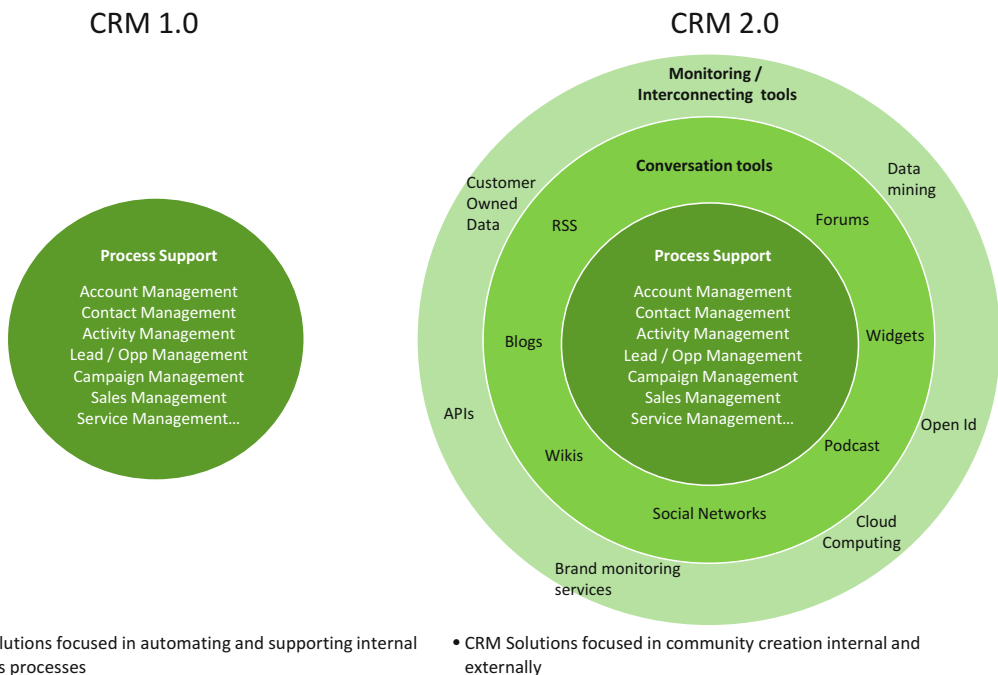 CRM 1.0
Process Support
Account Management
Contact Management
Activity Management
Lead / Opp Management
Campaign Management
Sales Management
Service Management…
solutions focused in automating and supporting internal
processes
CRM 2.0
Monitoring /
Interconnecting tools
Conversation tools
Customer
Owned
Data
Data
mining
RSS
Forums
Process Support
Account Management
Contact Management
Activity Management
Lead / Opp Management
Campaign Management
Sales Management
Service Management…
Blogs
Widgets
APIs
Open Id
Wikis
Podcast
Social Networks
Cloud
Computing
Brand monitoring
services
• CRM Solutions focused in community creation internal and
externally